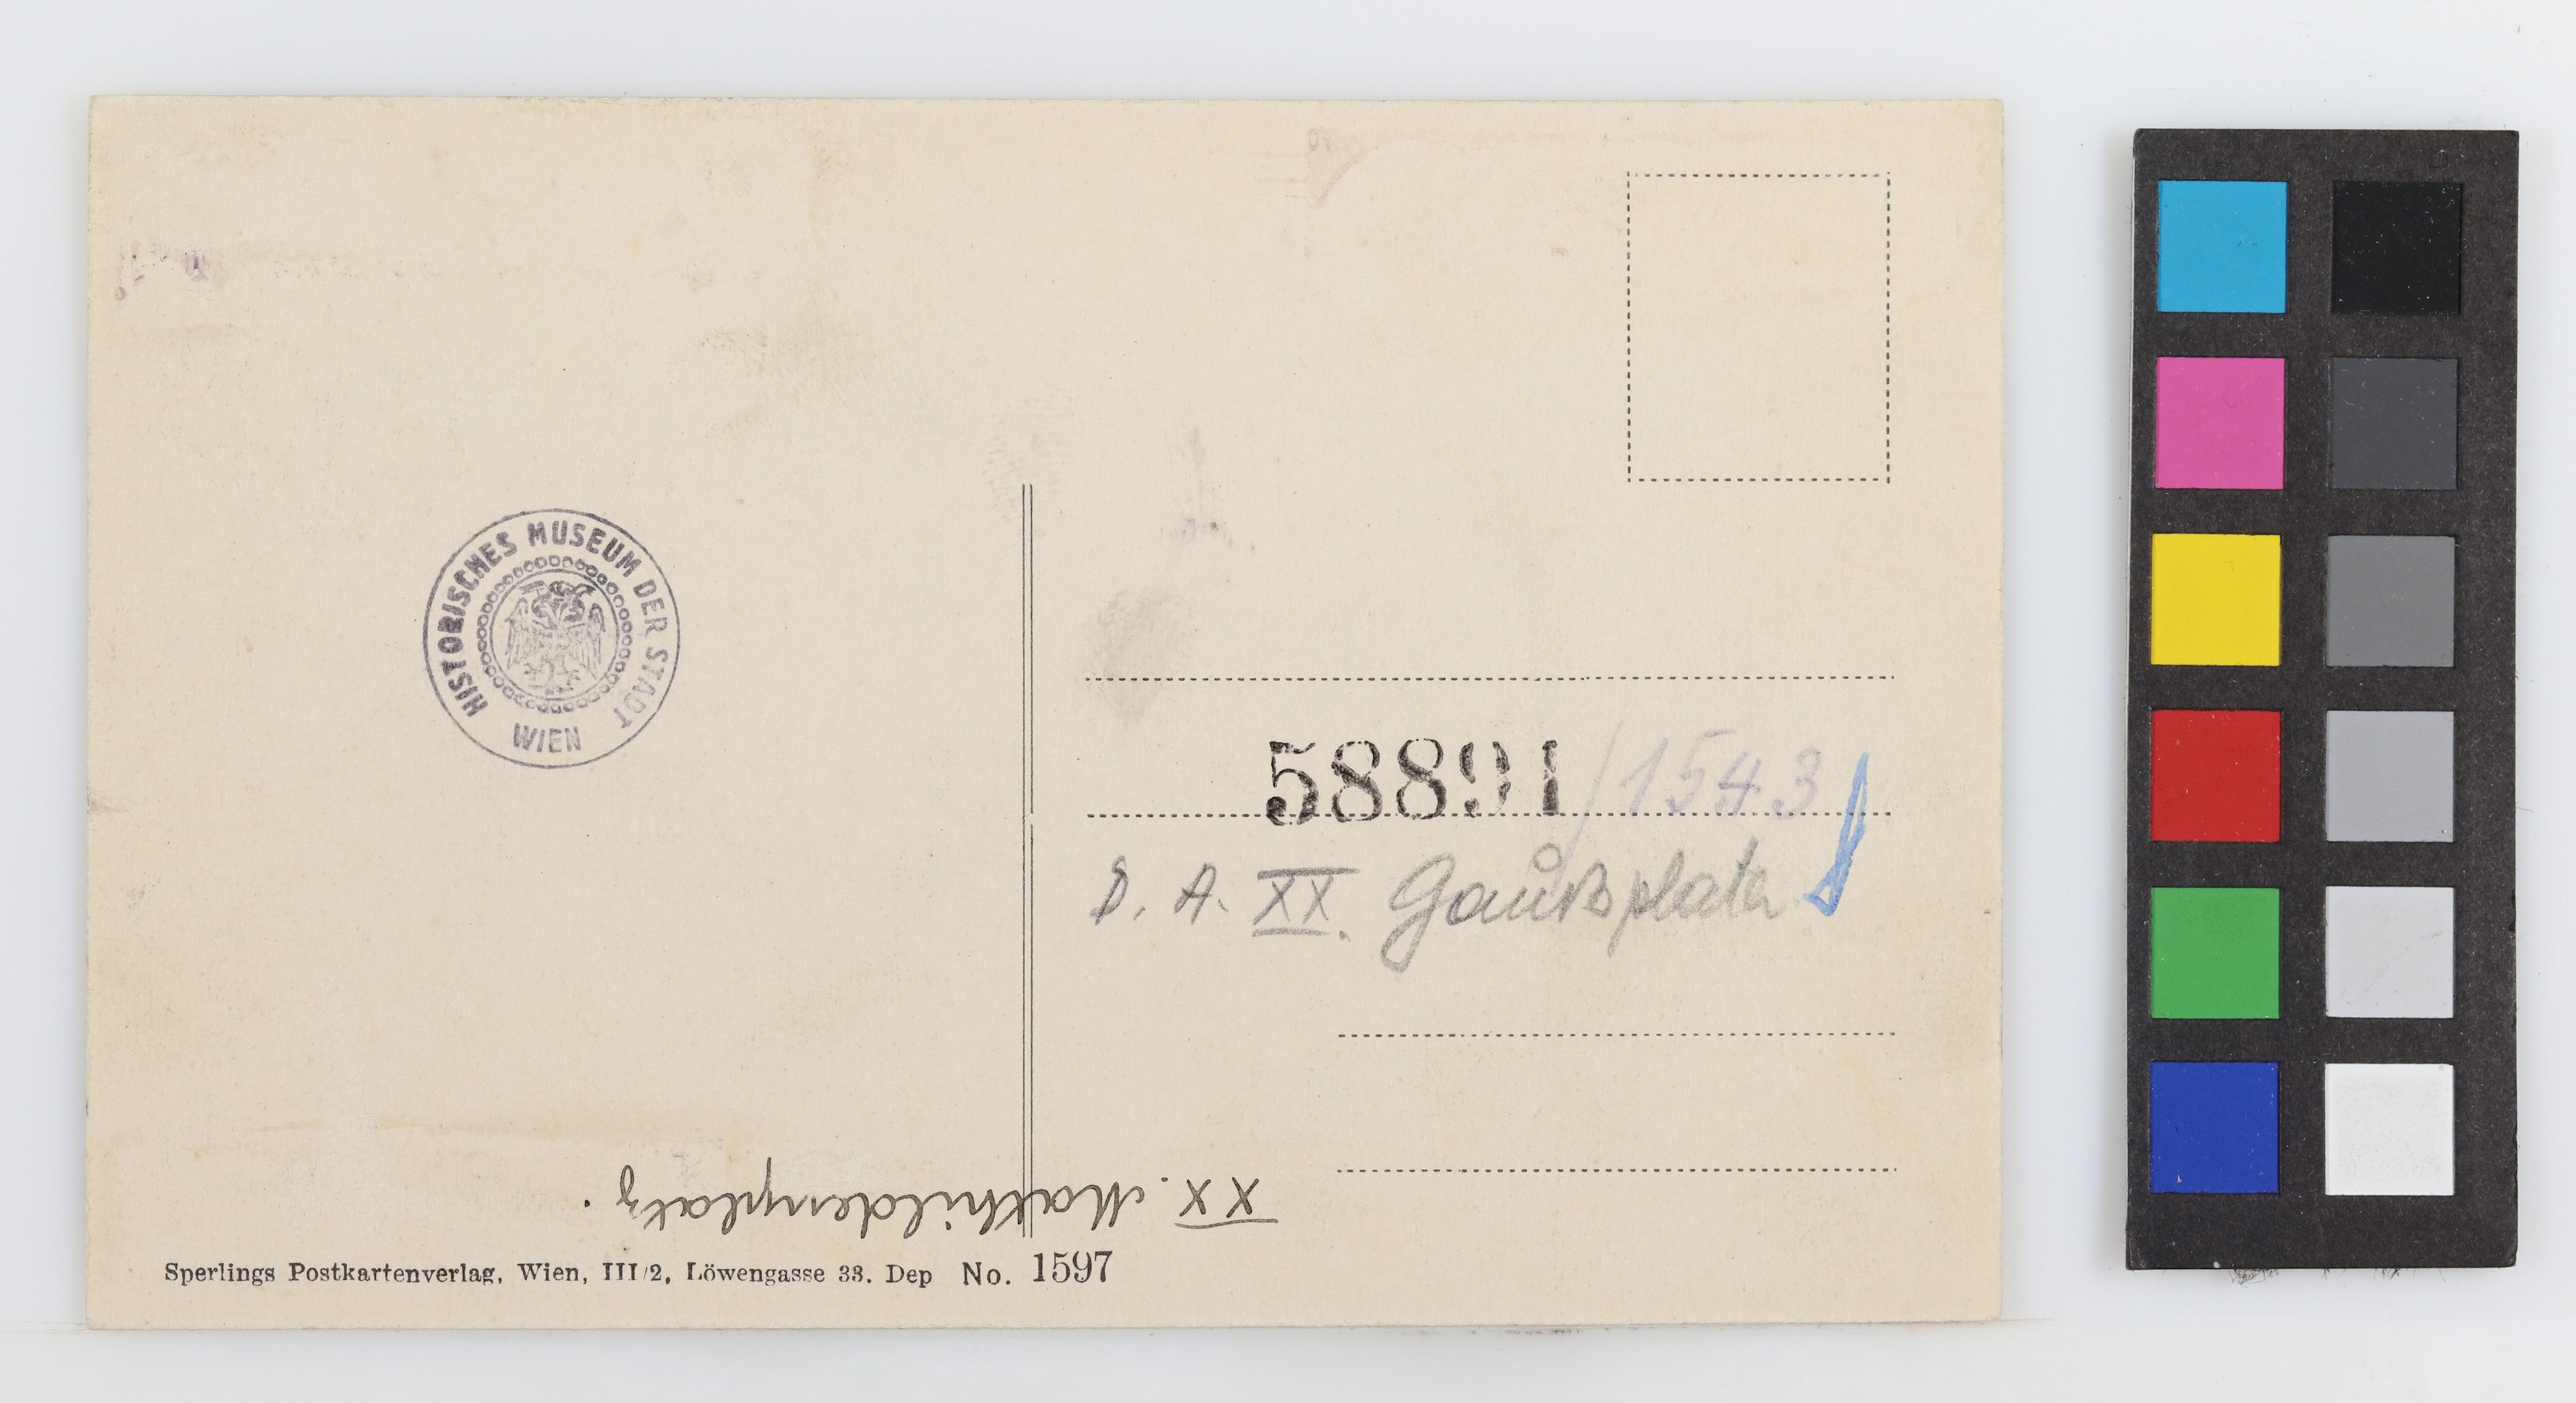 HISTORISCHES MUSEUM DER STADT
WIEN
58891/1543
D. A. XX. Gaußplatz
XX. Mathildenplatz.
Sperlings Postkartenverlag, Wien, III/2, Löwengasse 33. Dep No. 1597